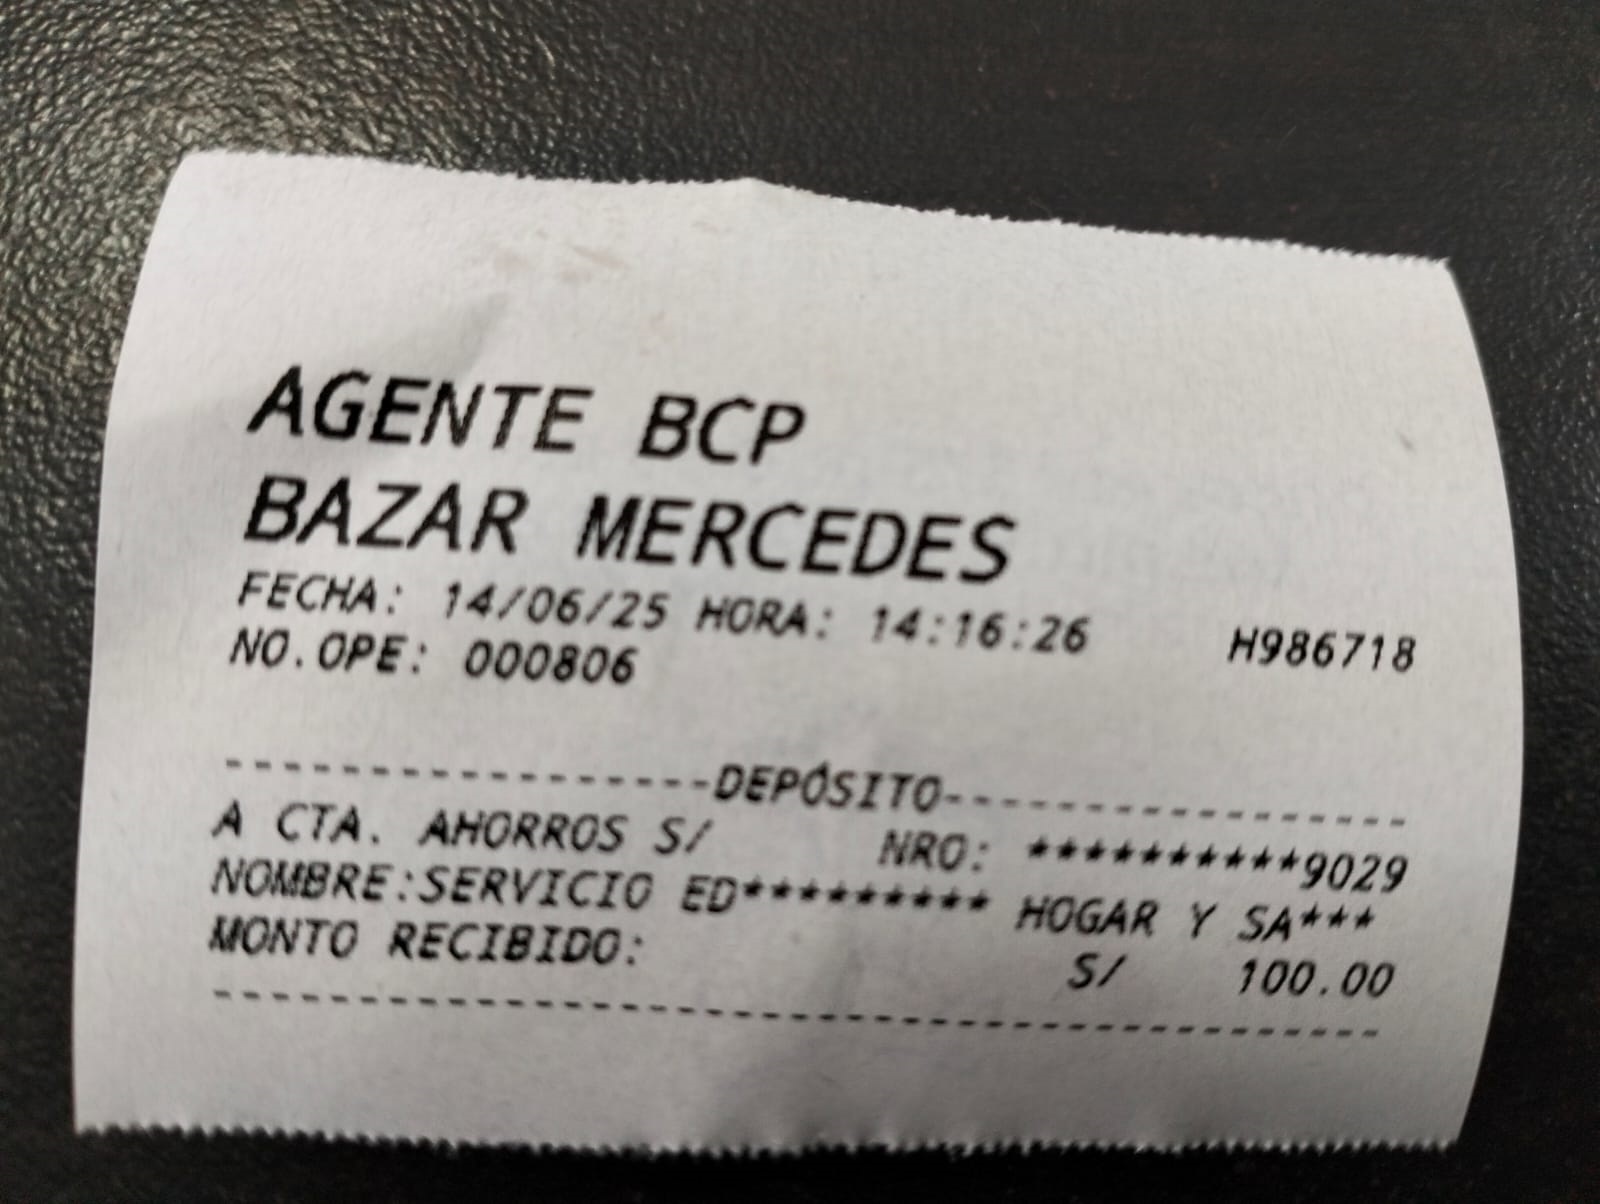 AGENTE BCP
BAZAR MERCEDES
FECHA: 14/06/25 HORA: 14:16:26 H986718
NO.OPE: 000806
------------------DEPÓSITO------------------
A CTA. AHORROS S/ NRO: **********9029
NOMBRE:SERVICIO ED********* HOGAR Y SA***
MONTO RECIBIDO: S/ 100.00